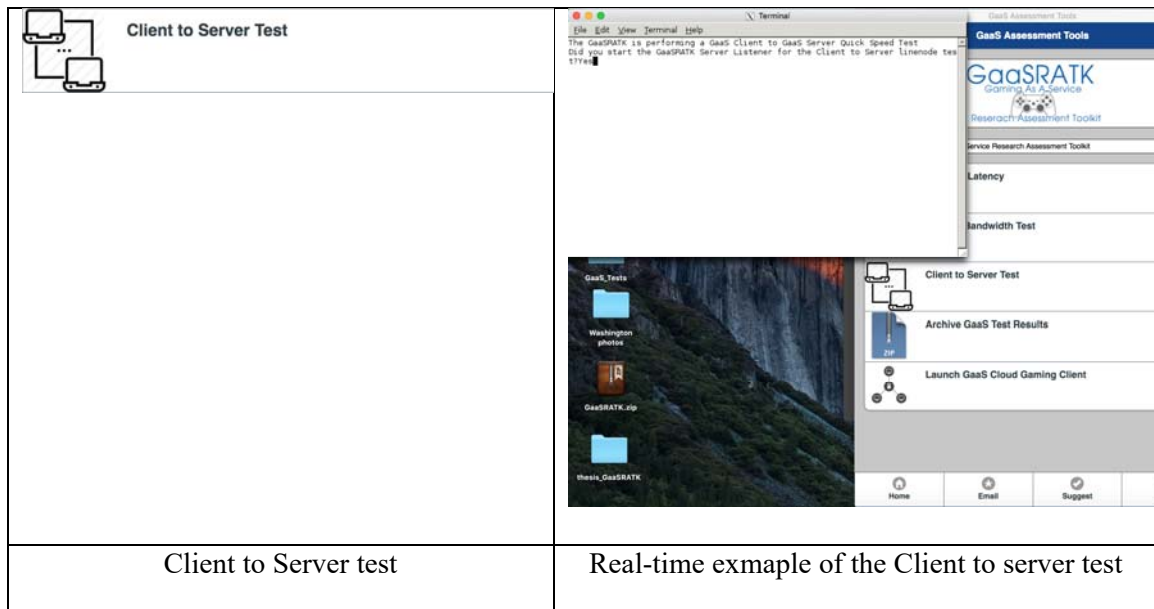 Client to Server Test
Terminal
File Edit View Terminal Help
The GaaSRATK is performing a GaaS Client to GaaS Server Quick Speed Test
Did you start the GaaSRATK Server Listener for the Client to Server linenode tes
t?Yes
GaaS Assessment Tools
GaaS Assessment Tools
GaaSRATK
Gaming As A Service
Reserach Assessment Toolkit
Service Research Assessment Toolkit
Latency
Bandwidth Test
Client to Server Test
Archive GaaS Test Results
ZIP
Launch GaaS Cloud Gaming Client
Home
Email
Suggest
GaaS_Tests
Washington
photos
GaaSRATK.zip
thesis_GaaSRATK
Client to Server test
Real-time exmaple of the Client to server test